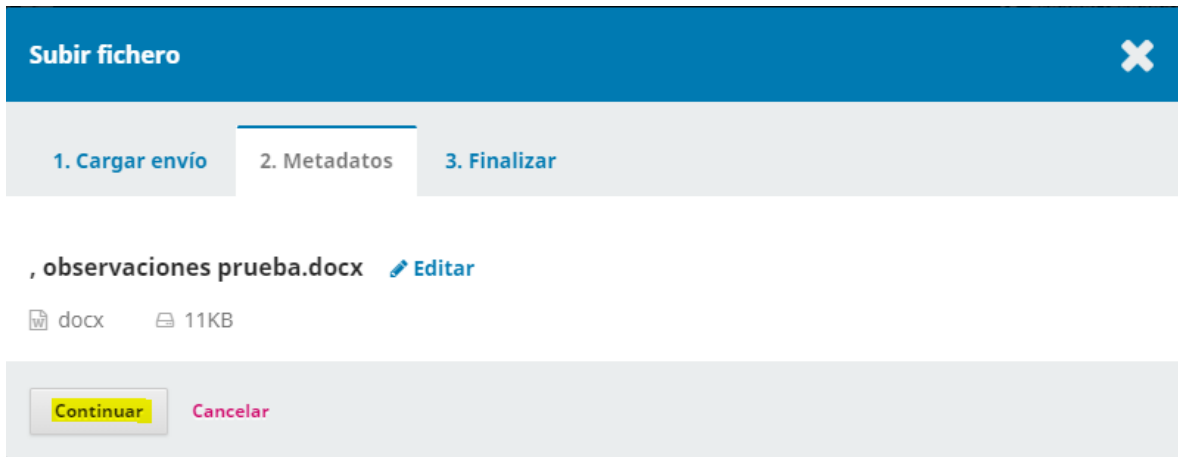 Subir fichero
1. Cargar envío 2. Metadatos 3. Finalizar
, observaciones prueba.docx Editar
docx 11KB
Continuar Cancelar